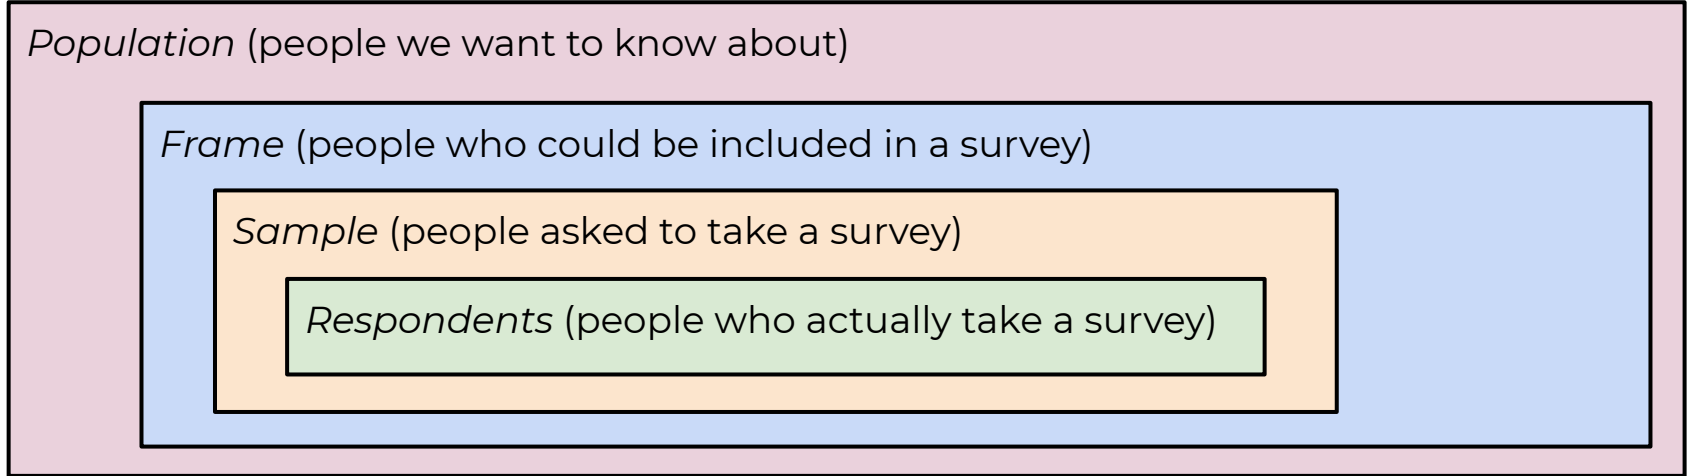 Population (people we want to know about)
Frame (people who could be included in a survey)
Sample (people asked to take a survey)
Respondents (people who actually take a survey)